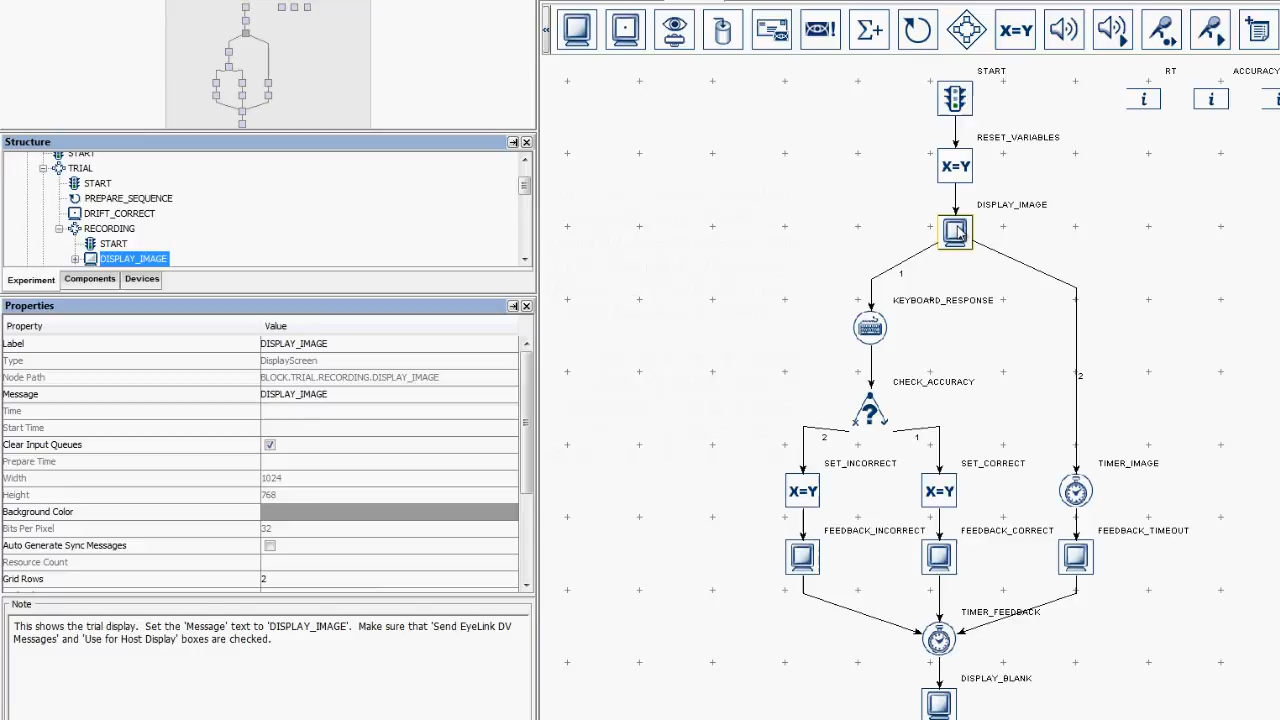 «
Σ+
X=Y
START
RT
ACCURACY
i
i
RESET_VARIABLES
X=Y
DISPLAY_IMAGE
1
KEYBOARD_RESPONSE
2
CHECK_ACCURACY
?
2
1
SET_INCORRECT
SET_CORRECT
TIMER_IMAGE
X=Y
X=Y
FEEDBACK_INCORRECT
FEEDBACK_CORRECT
FEEDBACK_TIMEOUT
TIMER_FEEDBACK
DISPLAY_BLANK
Structure
START
TRIAL
START
PREPARE_SEQUENCE
DRIFT_CORRECT
RECORDING
START
DISPLAY_IMAGE
Experiment Components Devices
Properties
Property Value
Label DISPLAY_IMAGE
Type DisplayScreen
Node Path BLOCK.TRIAL.RECORDING.DISPLAY_IMAGE
Message DISPLAY_IMAGE
Time
Start Time
Clear Input Queues
Prepare Time
Width 1024
Height 768
Background Color
Bits Per Pixel 32
Auto Generate Sync Messages
Resource Count
Grid Rows 2
Note
This shows the trial display. Set the 'Message' text to 'DISPLAY_IMAGE'. Make sure that 'Send EyeLink DV
Messages' and 'Use for Host Display' boxes are checked.